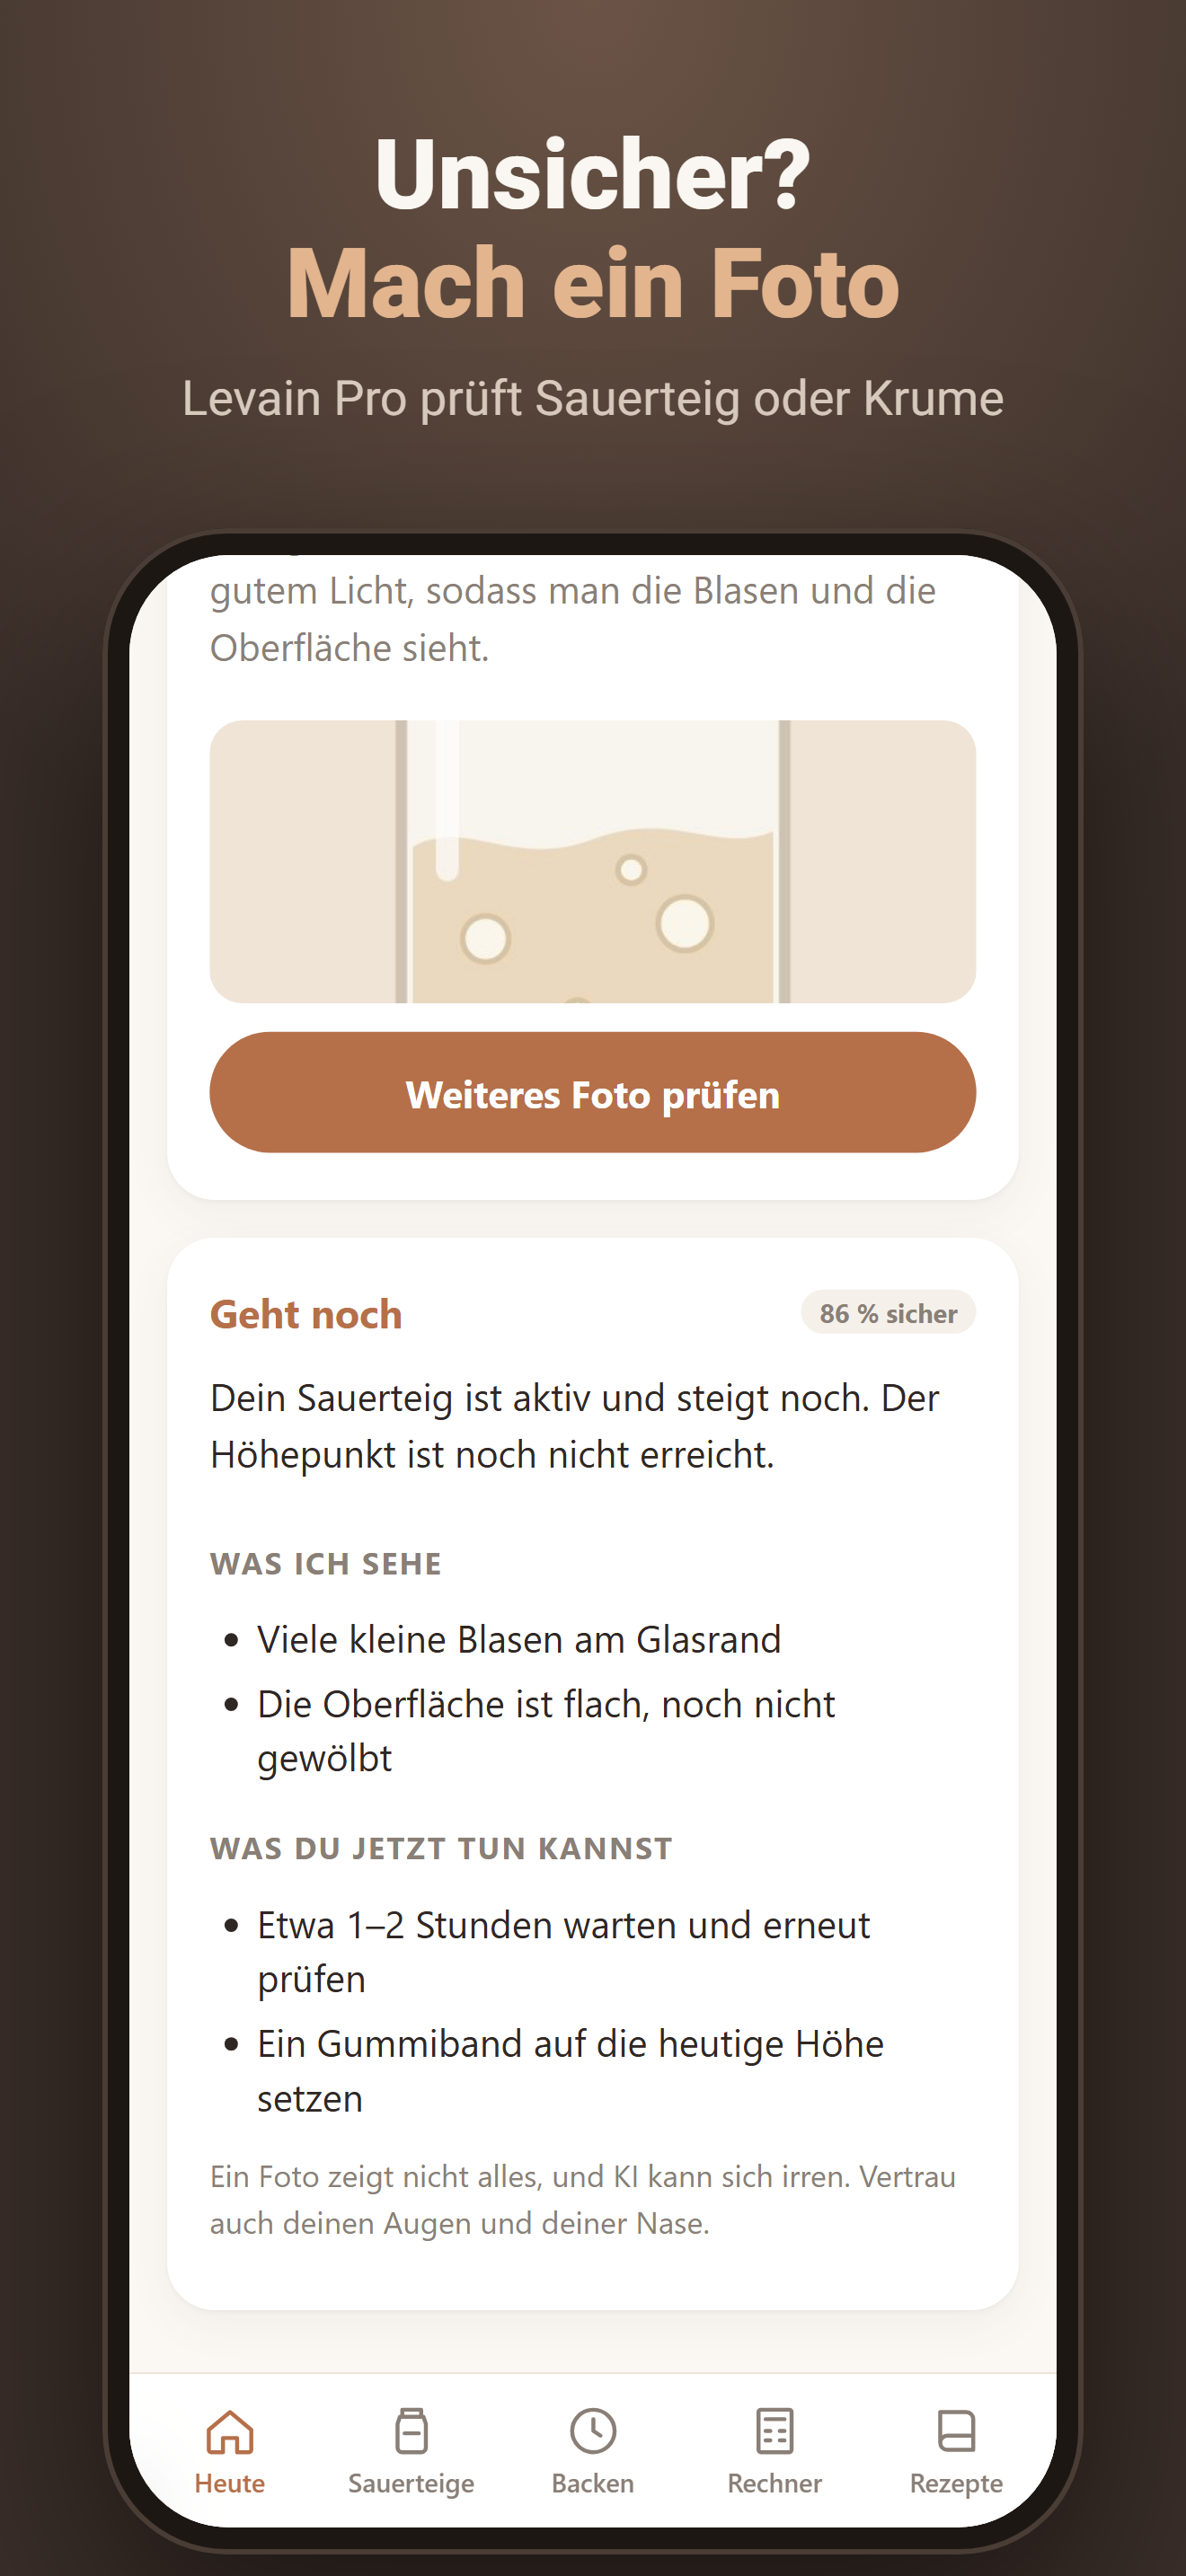 Unsicher?
Mach ein Foto
Levain Pro prüft Sauerteig oder Krume
gutem Licht, sodass man die Blasen und die
Oberfläche sieht.
Weiteres Foto prüfen
Geht noch
86 % sicher
Dein Sauerteig ist aktiv und steigt noch. Der
Höhepunkt ist noch nicht erreicht.
WAS ICH SEHE
• Viele kleine Blasen am Glasrand
• Die Oberfläche ist flach, noch nicht
gewölbt
WAS DU JETZT TUN KANNST
• Etwa 1–2 Stunden warten und erneut
prüfen
• Ein Gummiband auf die heutige Höhe
setzen
Ein Foto zeigt nicht alles, und KI kann sich irren. Vertrau
auch deinen Augen und deiner Nase.
Heute
Sauerteige
Backen
Rechner
Rezepte